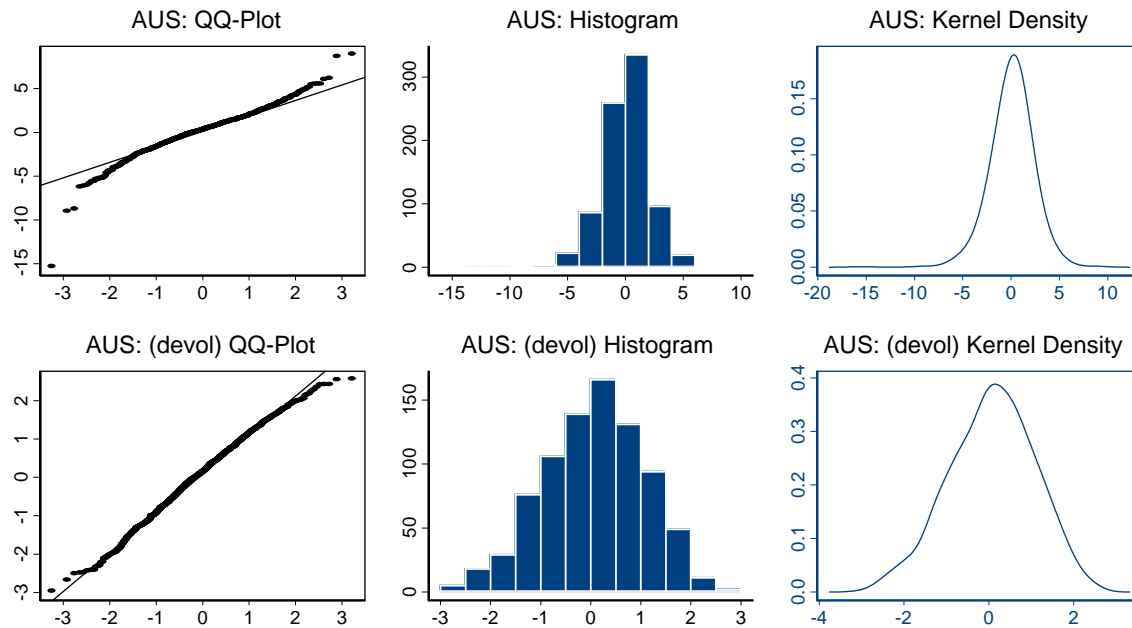 AUS: QQ-Plot
AUS: Histogram
AUS: Kernel Density
5
0
-5
-10
-15
-3 -2 -1 0 1 2 3
300
200
100
0
-15 -10 -5 0 5 10
0.15
0.10
0.05
0.00
-20 -15 -10 -5 0 5 10
AUS: (devol) QQ-Plot
AUS: (devol) Histogram
AUS: (devol) Kernel Density
2
1
0
-1
-2
-3
-3 -2 -1 0 1 2 3
150
100
50
0
-3 -2 -1 0 1 2 3
0.4
0.3
0.2
0.1
0.0
-4 -2 0 2